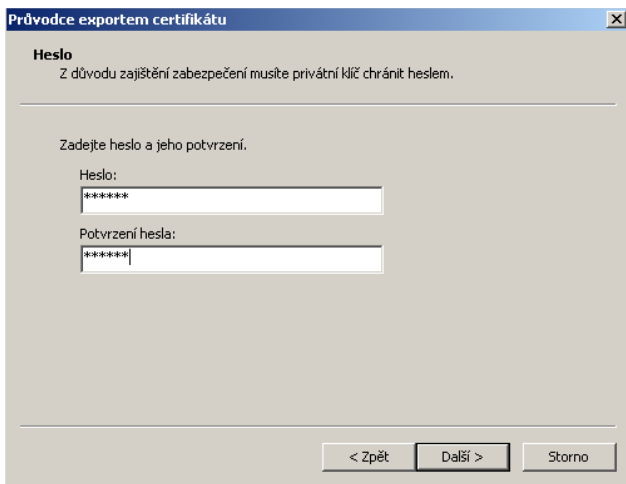 Průvodce exportem certifikátu
Heslo
Z důvodu zajištění zabezpečení musíte privátní klíč chránit heslem.
Zadejte heslo a jeho potvrzení.
Heslo:
******
Potvrzení hesla:
******
< Zpět Další > Storno